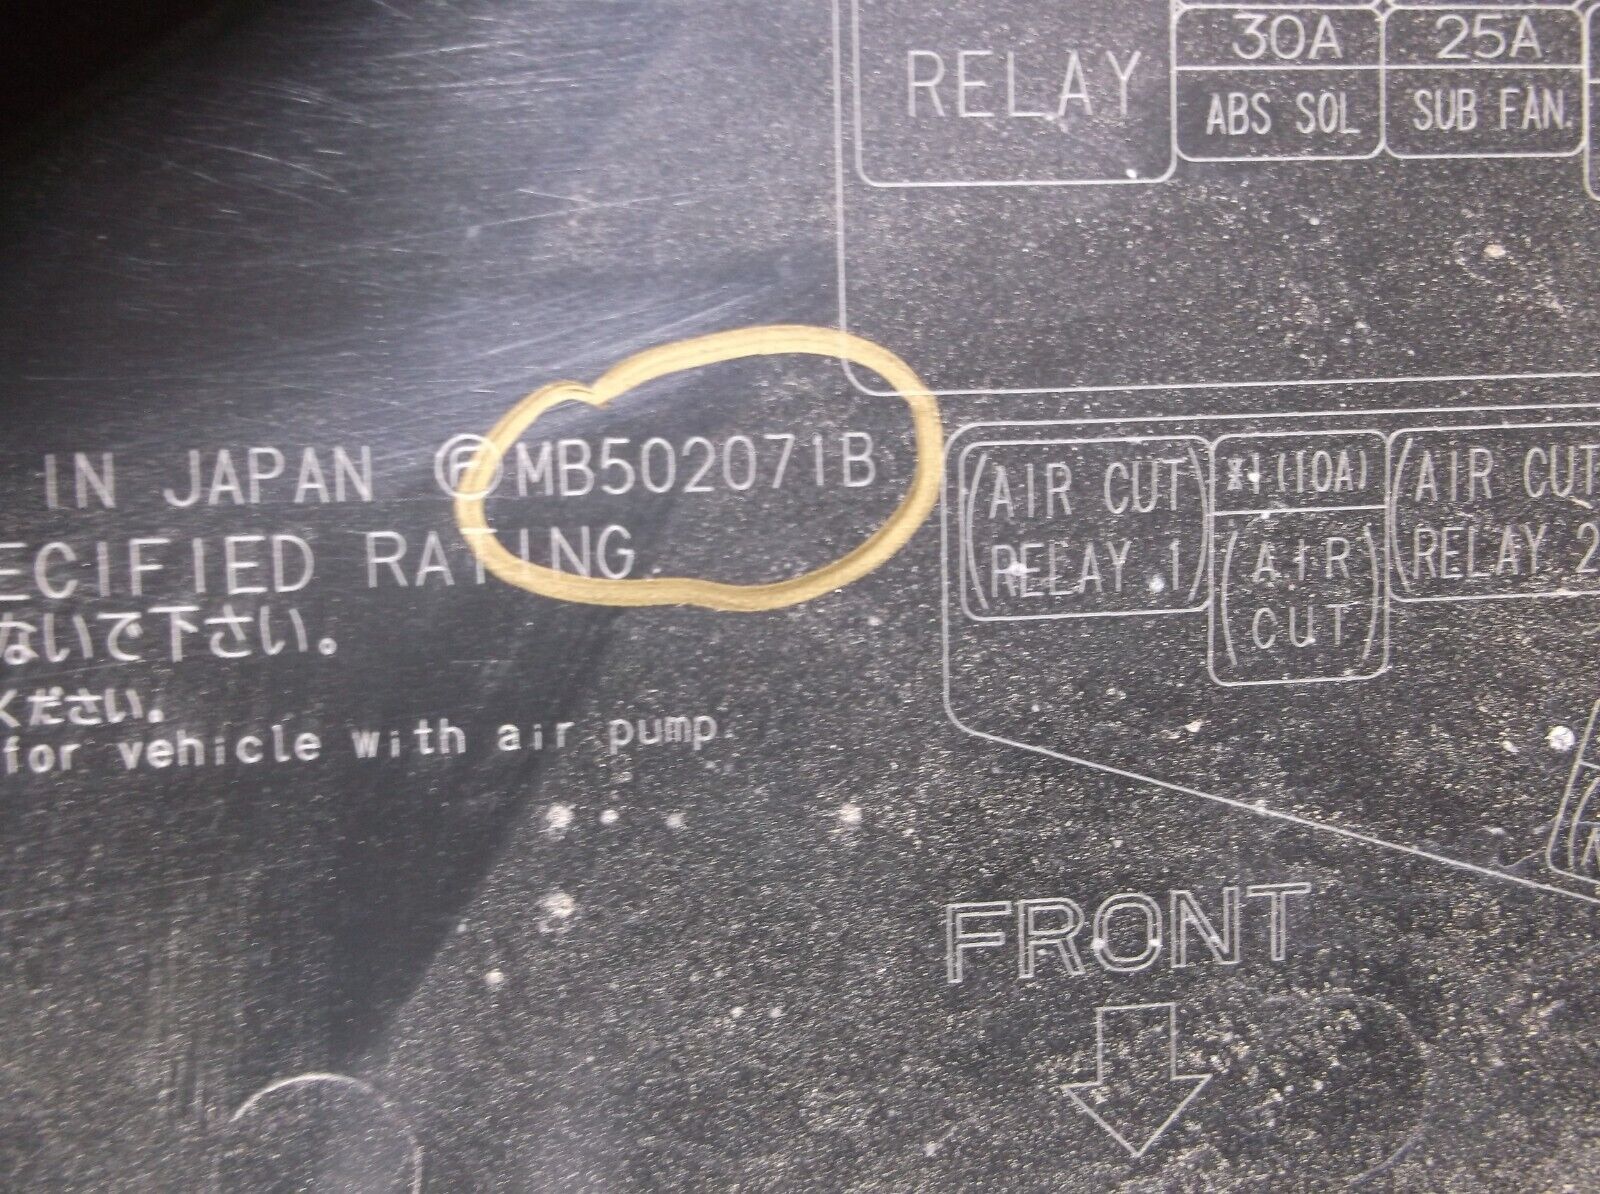 RELAY
30A
ABS SOL
25A
SUB FAN.
IN JAPAN Ⓕ MB502071B
ECIFIED RATING
ないで下さい。
ください。
for vehicle with air pump.
(AIR CUT
RELAY 1)
*1(10A)
(AIR
CUT)
(AIR CUT
RELAY 2
FRONT